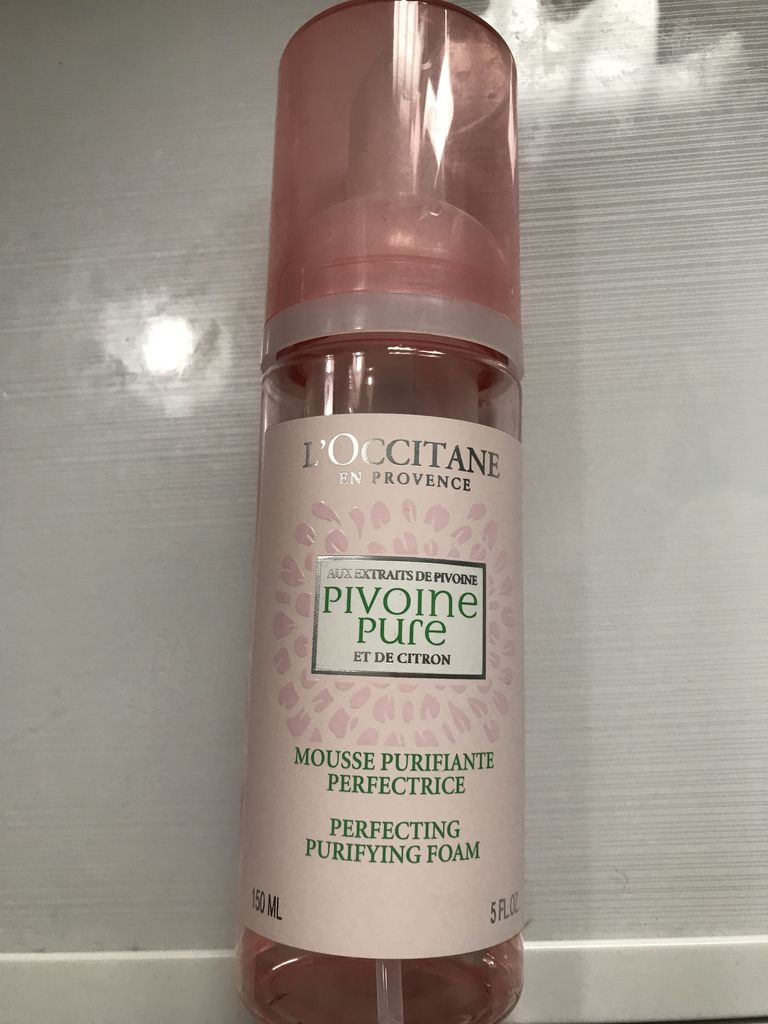 L'OCCITANE
EN PROVENCE
AUX EXTRAITS DE PIVOINE
PIVOINE
PURE
ET DE CITRON
MOUSSE PURIFIANTE
PERFECTRICE
PERFECTING
PURIFYING FOAM
150 ML 5 FL.OZ